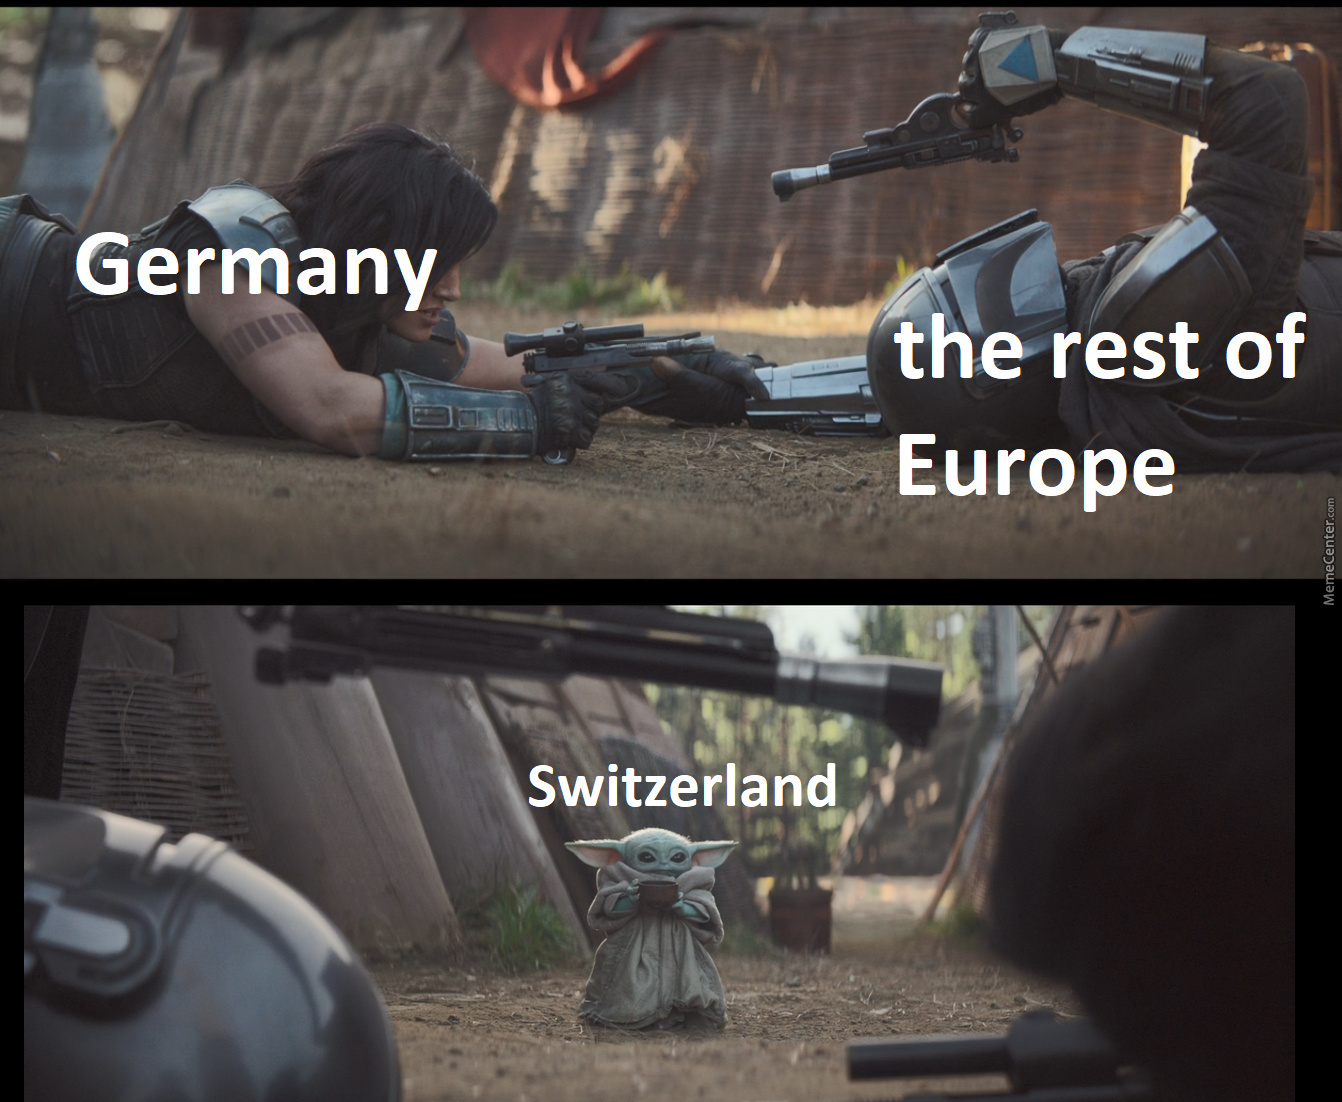 Germany
the rest of
Europe
MemeCenter.com
Switzerland